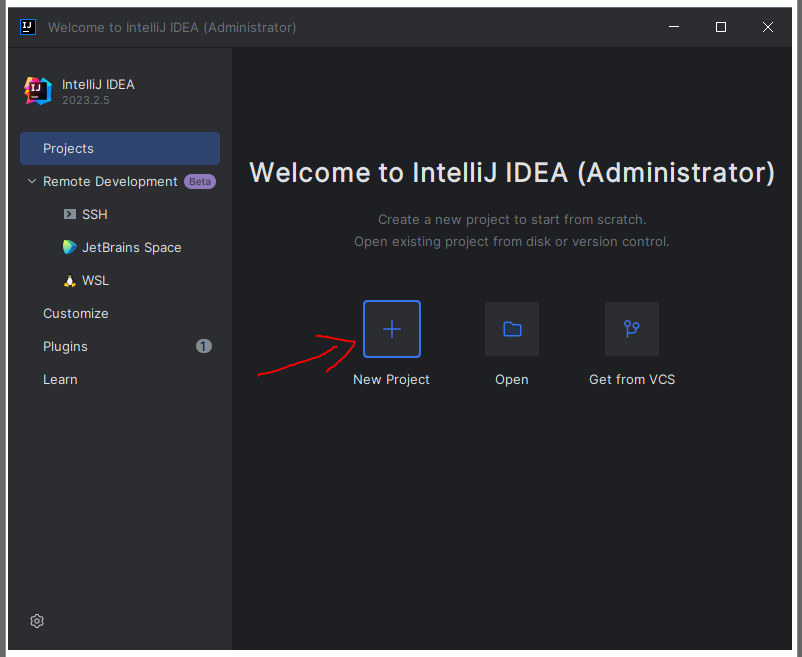 IJ Welcome to IntelliJ IDEA (Administrator)
IJ IntelliJ IDEA
2023.2.5
Projects
Remote Development Beta
SSH
JetBrains Space
WSL
Customize
Plugins 1
Learn
Welcome to IntelliJ IDEA (Administrator)
Create a new project to start from scratch.
Open existing project from disk or version control.
New Project Open Get from VCS